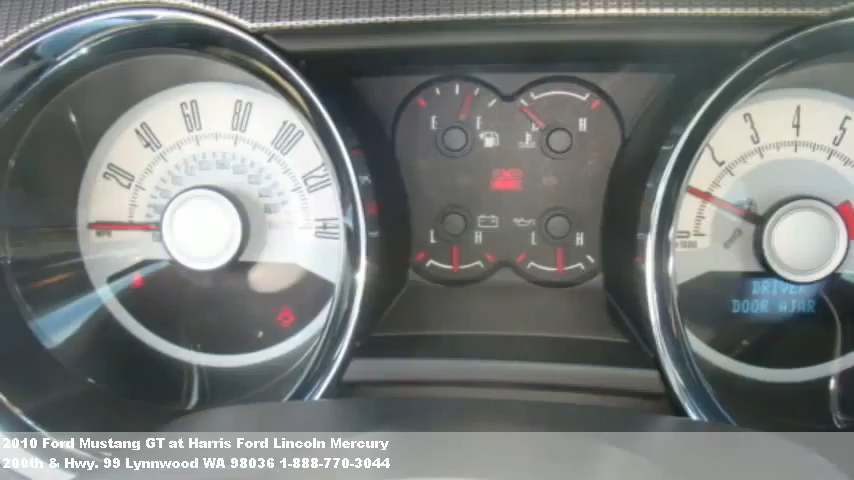 20 40 60 80 100 120 140
E F
H
L H
L H
2 3 4 5
DRIVER
DOOR AJAR
2010 Ford Mustang GT at Harris Ford Lincoln Mercury
200th & Hwy. 99 Lynnwood WA 98036 1-888-770-3044